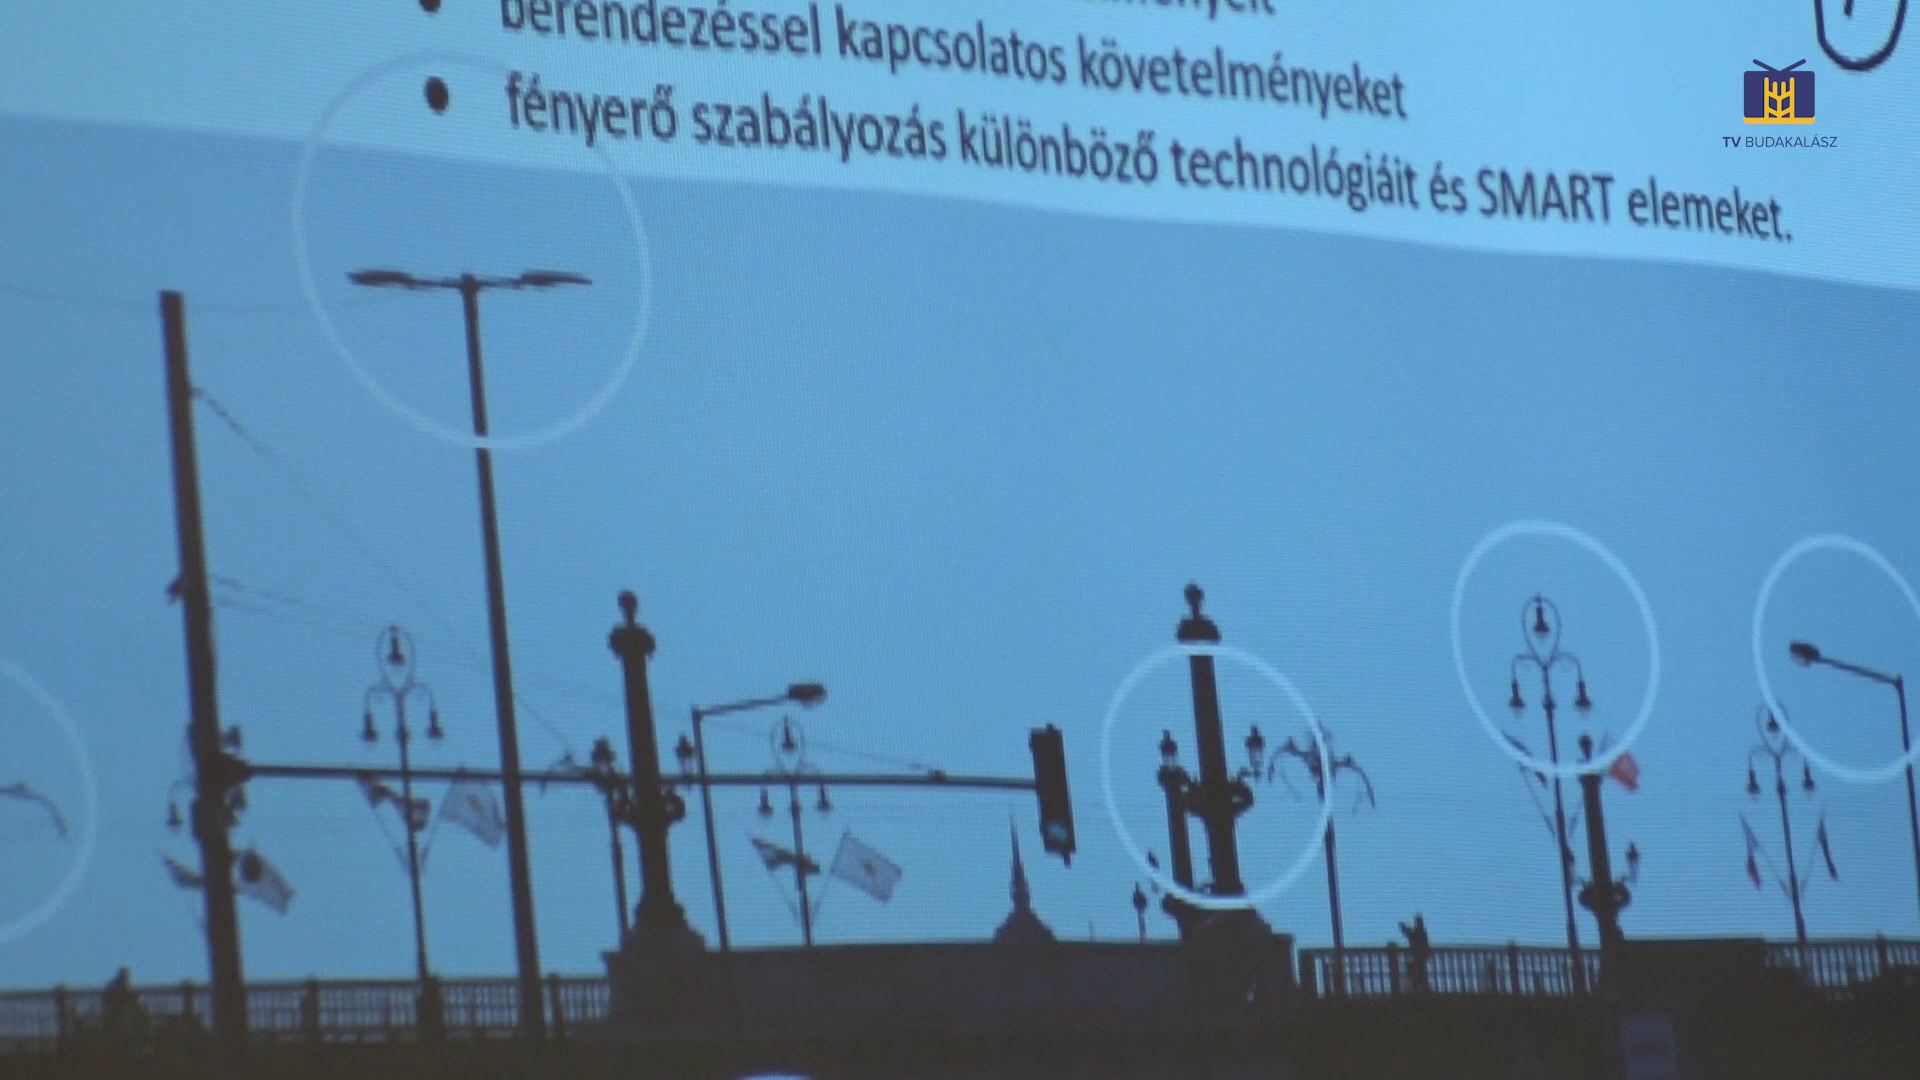 berendezéssel kapcsolatos követelményeket
fényerő szabályozás különböző technológiáit és SMART elemeket.
TV BUDAKALÁSZ